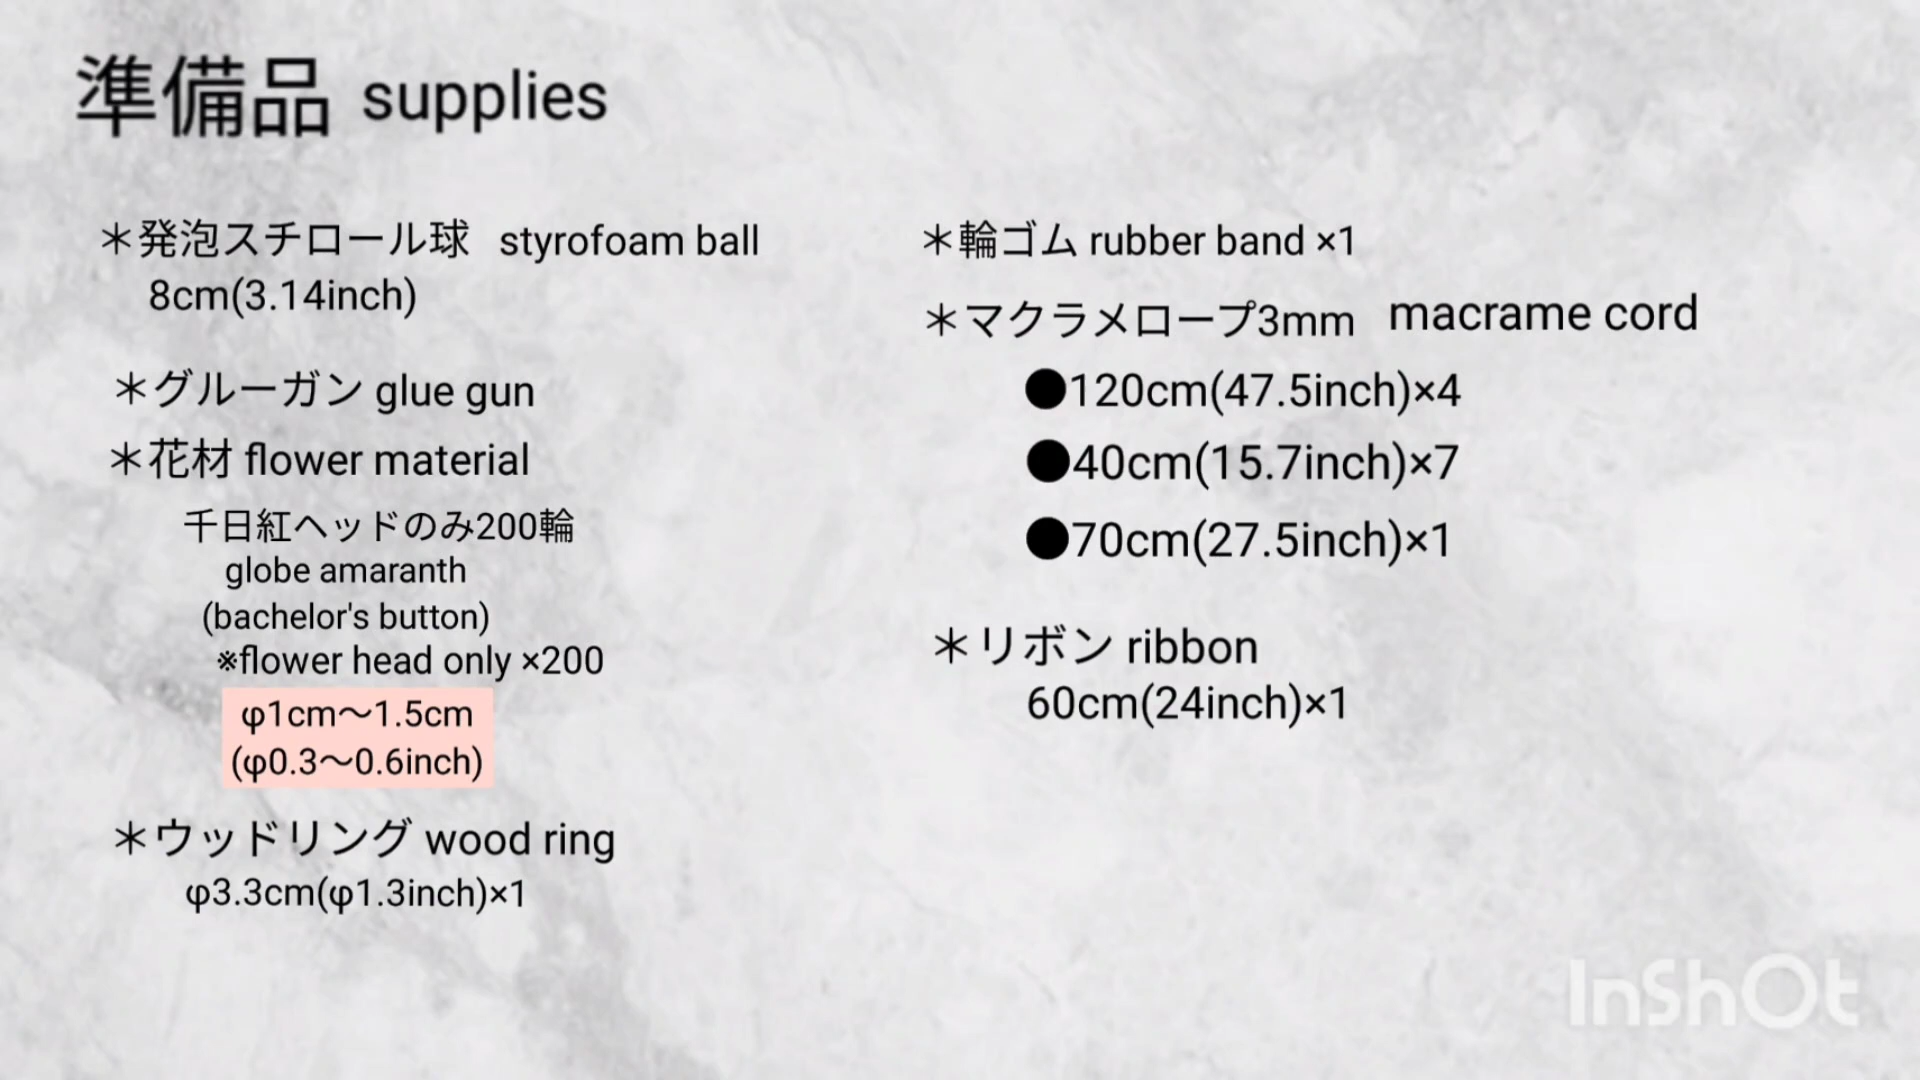 準備品 supplies
＊発泡スチロール球 styrofoam ball
8cm(3.14inch)
＊グルーガン glue gun
＊花材 flower material
千日紅ヘッドのみ200輪
globe amaranth
(bachelor's button)
※flower head only ×200
φ1cm〜1.5cm
(φ0.3〜0.6inch)
＊ウッドリング wood ring
φ3.3cm(φ1.3inch)×1
＊輪ゴム rubber band ×1
＊マクラメロープ3mm macrame cord
●120cm(47.5inch)×4
●40cm(15.7inch)×7
●70cm(27.5inch)×1
＊リボン ribbon
60cm(24inch)×1
InShOt